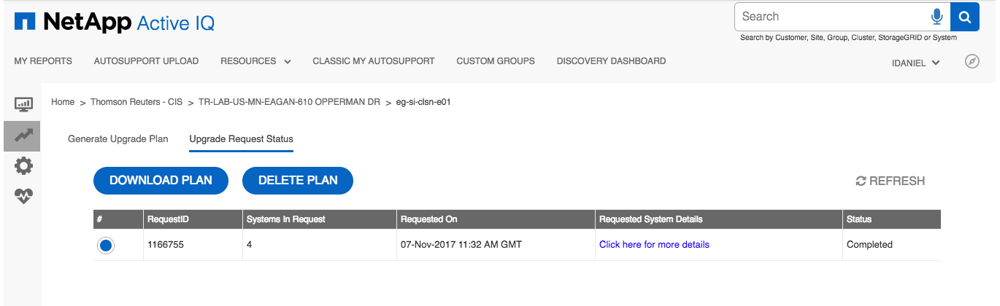 NetApp Active IQ
Search
Search by Customer, Site, Group, Cluster, StorageGRID or System
MY REPORTS AUTOSUPPORT UPLOAD RESOURCES CLASSIC MY AUTOSUPPORT CUSTOM GROUPS DISCOVERY DASHBOARD IDANIEL
Home > Thomson Reuters - CIS > TR-LAB-US-MN-EAGAN-610 OPPERMAN DR > eg-si-clsn-e01
Generate Upgrade Plan Upgrade Request Status
DOWNLOAD PLAN DELETE PLAN REFRESH
# RequestID Systems In Request Requested On Requested System Details Status
1166755 4 07-Nov-2017 11:32 AM GMT Click here for more details Completed